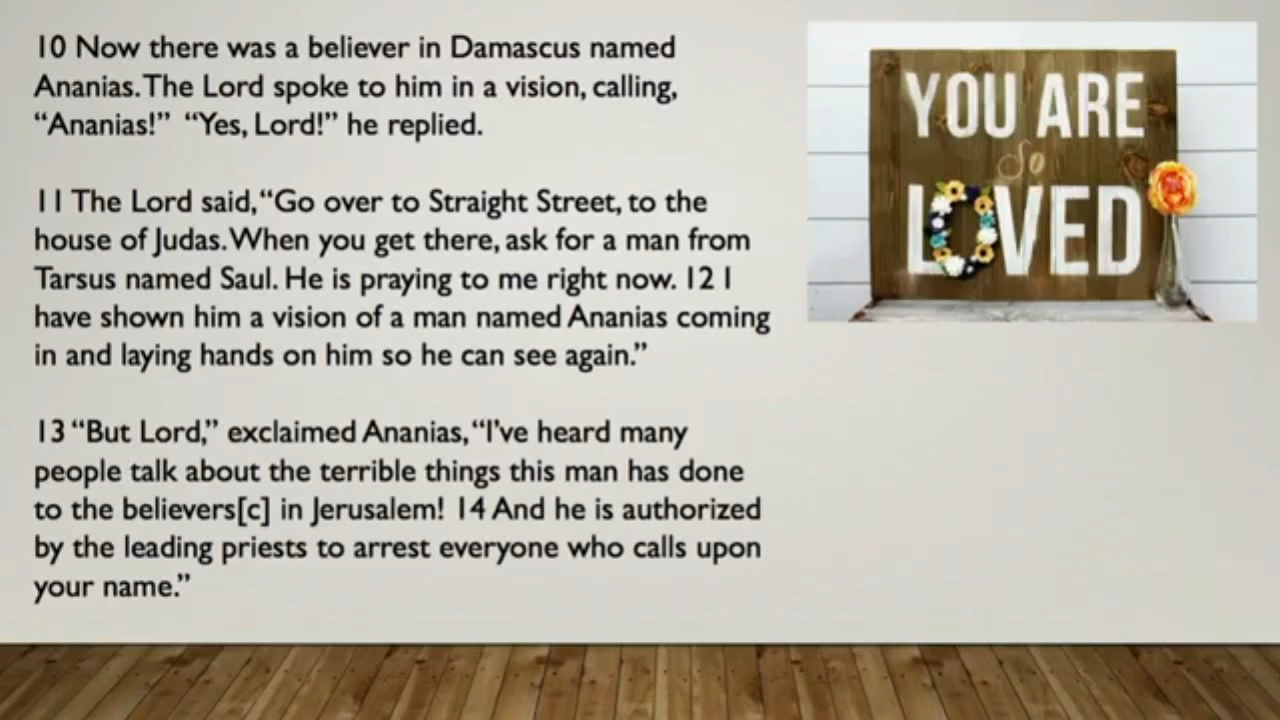 10 Now there was a believer in Damascus named
Ananias. The Lord spoke to him in a vision, calling,
“Ananias!”  “Yes, Lord!” he replied.
11 The Lord said, “Go over to Straight Street, to the
house of Judas. When you get there, ask for a man from
Tarsus named Saul. He is praying to me right now. 12 I
have shown him a vision of a man named Ananias coming
in and laying hands on him so he can see again.”
13 “But Lord,” exclaimed Ananias, “I’ve heard many
people talk about the terrible things this man has done
to the believers[c] in Jerusalem! 14 And he is authorized
by the leading priests to arrest everyone who calls upon
your name.”
YOU ARE
So
LOVED